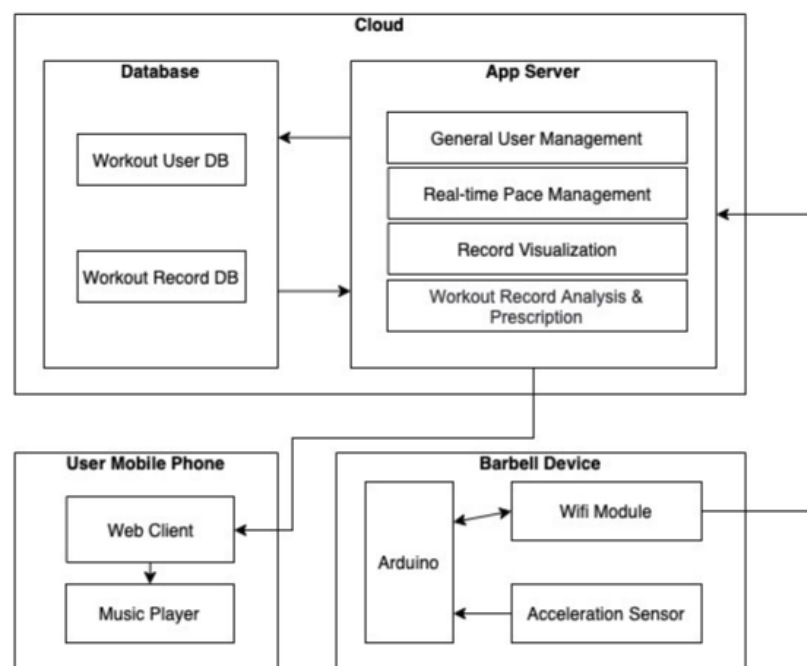 Cloud
Database
Workout User DB
Workout Record DB
App Server
General User Management
Real-time Pace Management
Record Visualization
Workout Record Analysis &
Prescription
User Mobile Phone
Web Client
Music Player
Barbell Device
Arduino
Wifi Module
Acceleration Sensor